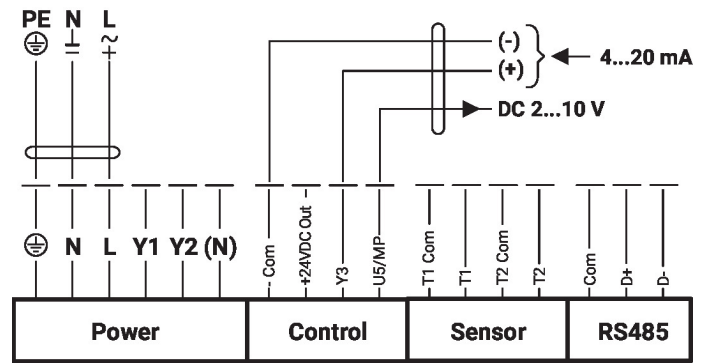 PE N L
(-)
(+)
4...20 mA
DC 2...10 V
N L Y1 Y2 (N)
- Com
+24VDC Out
Y3
U5/MP
T1 Com
T1
T2 Com
T2
Com
D+
D-
Power Control Sensor RS485